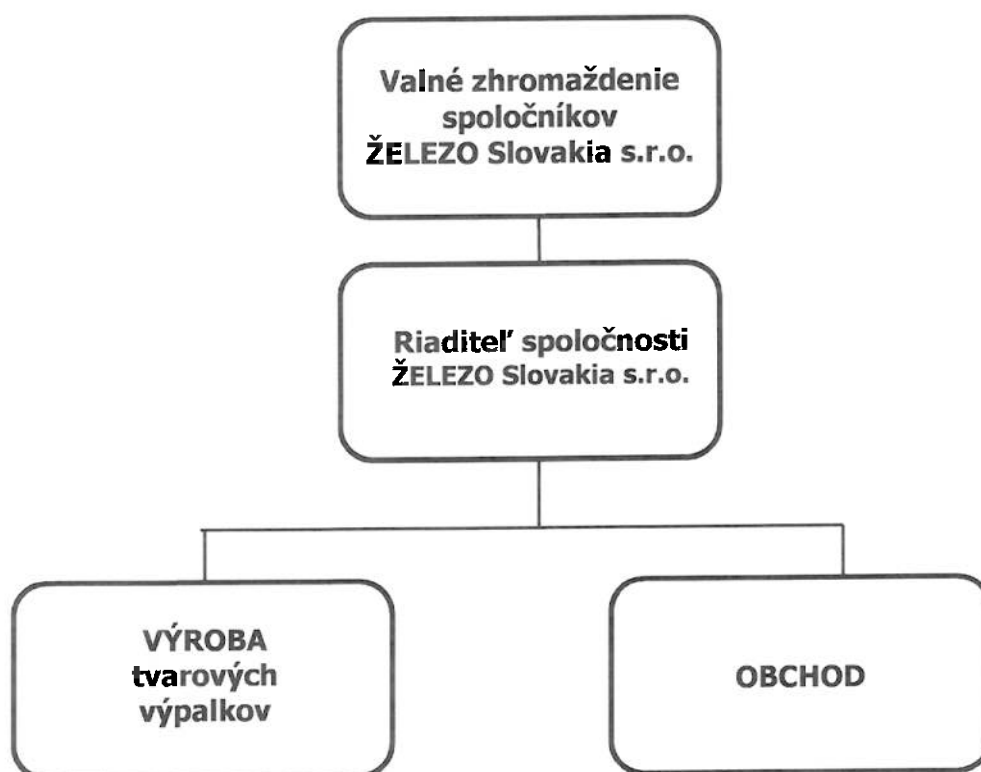 Valné zhromaždenie
spoločníkov
ŽELEZO Slovakia s.r.o.
Riaditeľ spoločnosti
ŽELEZO Slovakia s.r.o.
VÝROBA
tvarových
výpalkov
OBCHOD